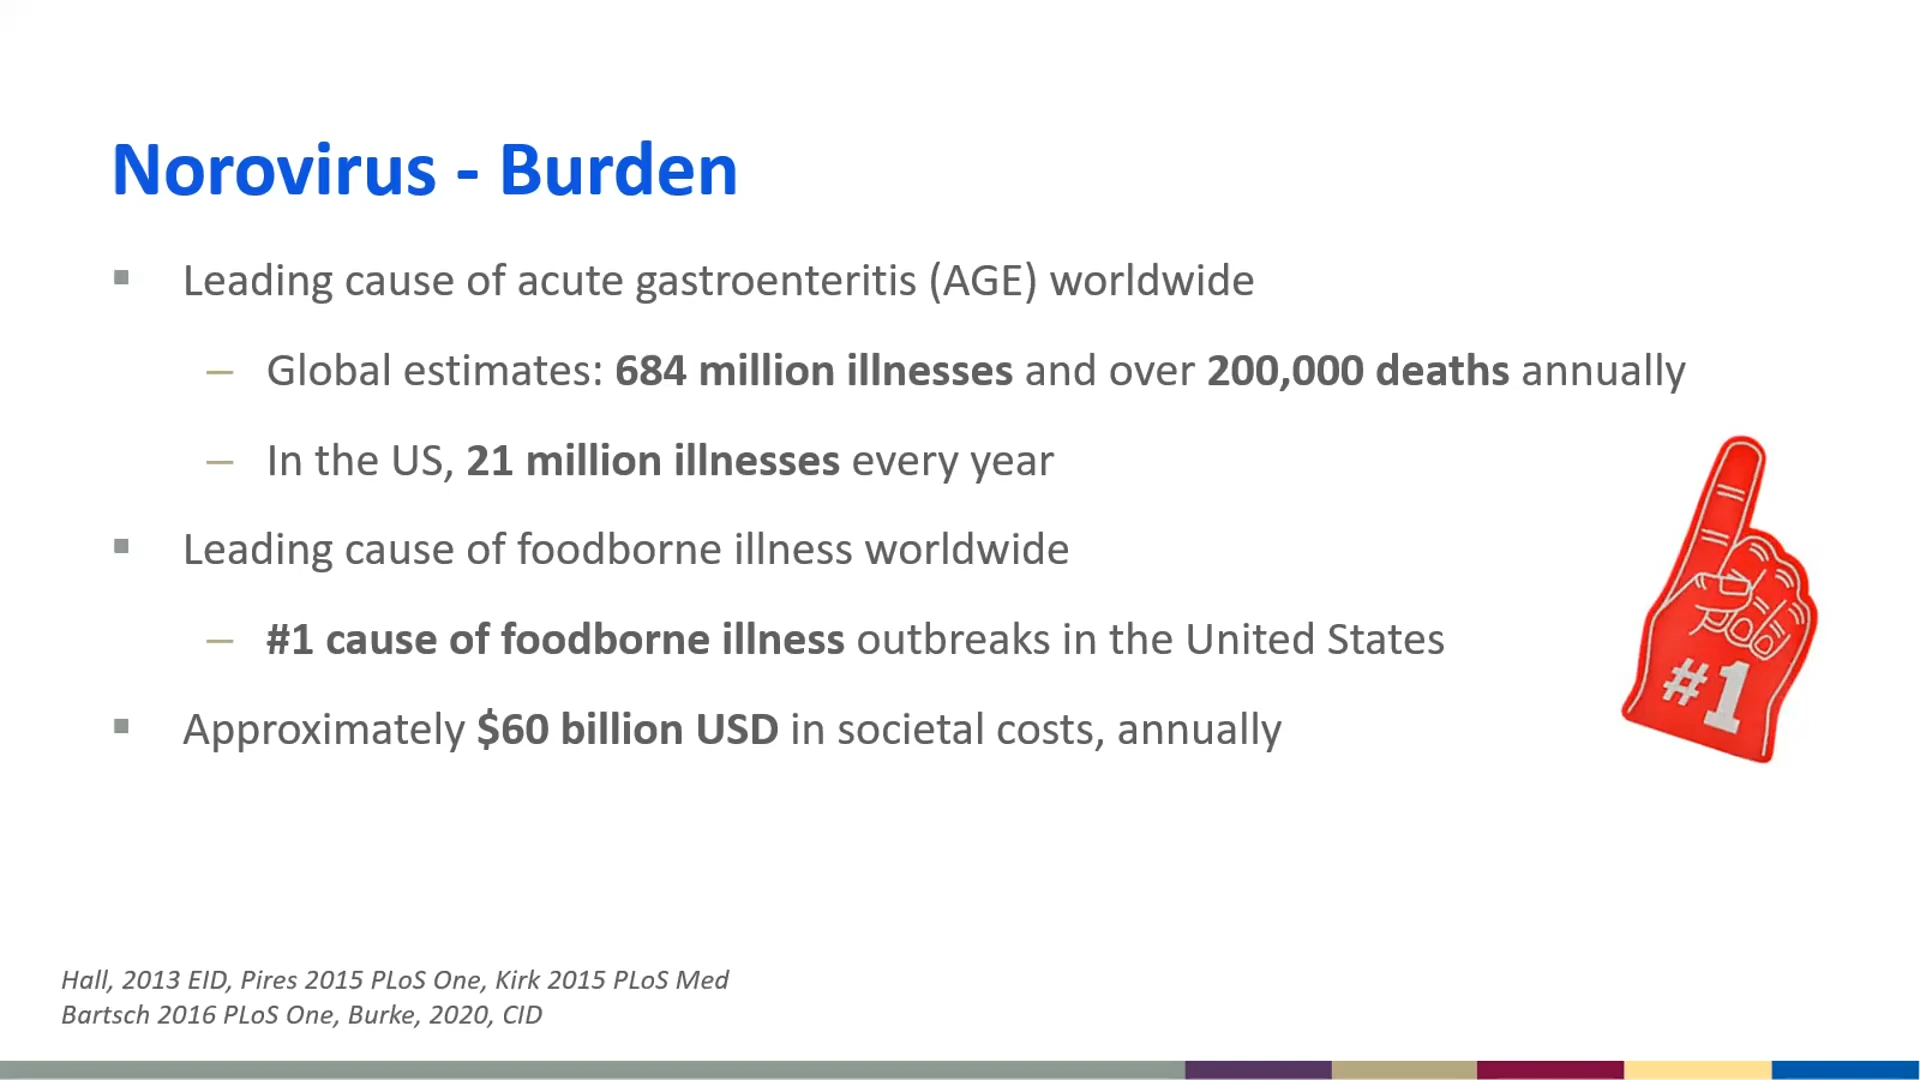 Norovirus - Burden
▪ Leading cause of acute gastroenteritis (AGE) worldwide
– Global estimates: 684 million illnesses and over 200,000 deaths annually
– In the US, 21 million illnesses every year
▪ Leading cause of foodborne illness worldwide
– #1 cause of foodborne illness outbreaks in the United States
▪ Approximately $60 billion USD in societal costs, annually
#1
Hall, 2013 EID, Pires 2015 PLoS One, Kirk 2015 PLoS Med
Bartsch 2016 PLoS One, Burke, 2020, CID